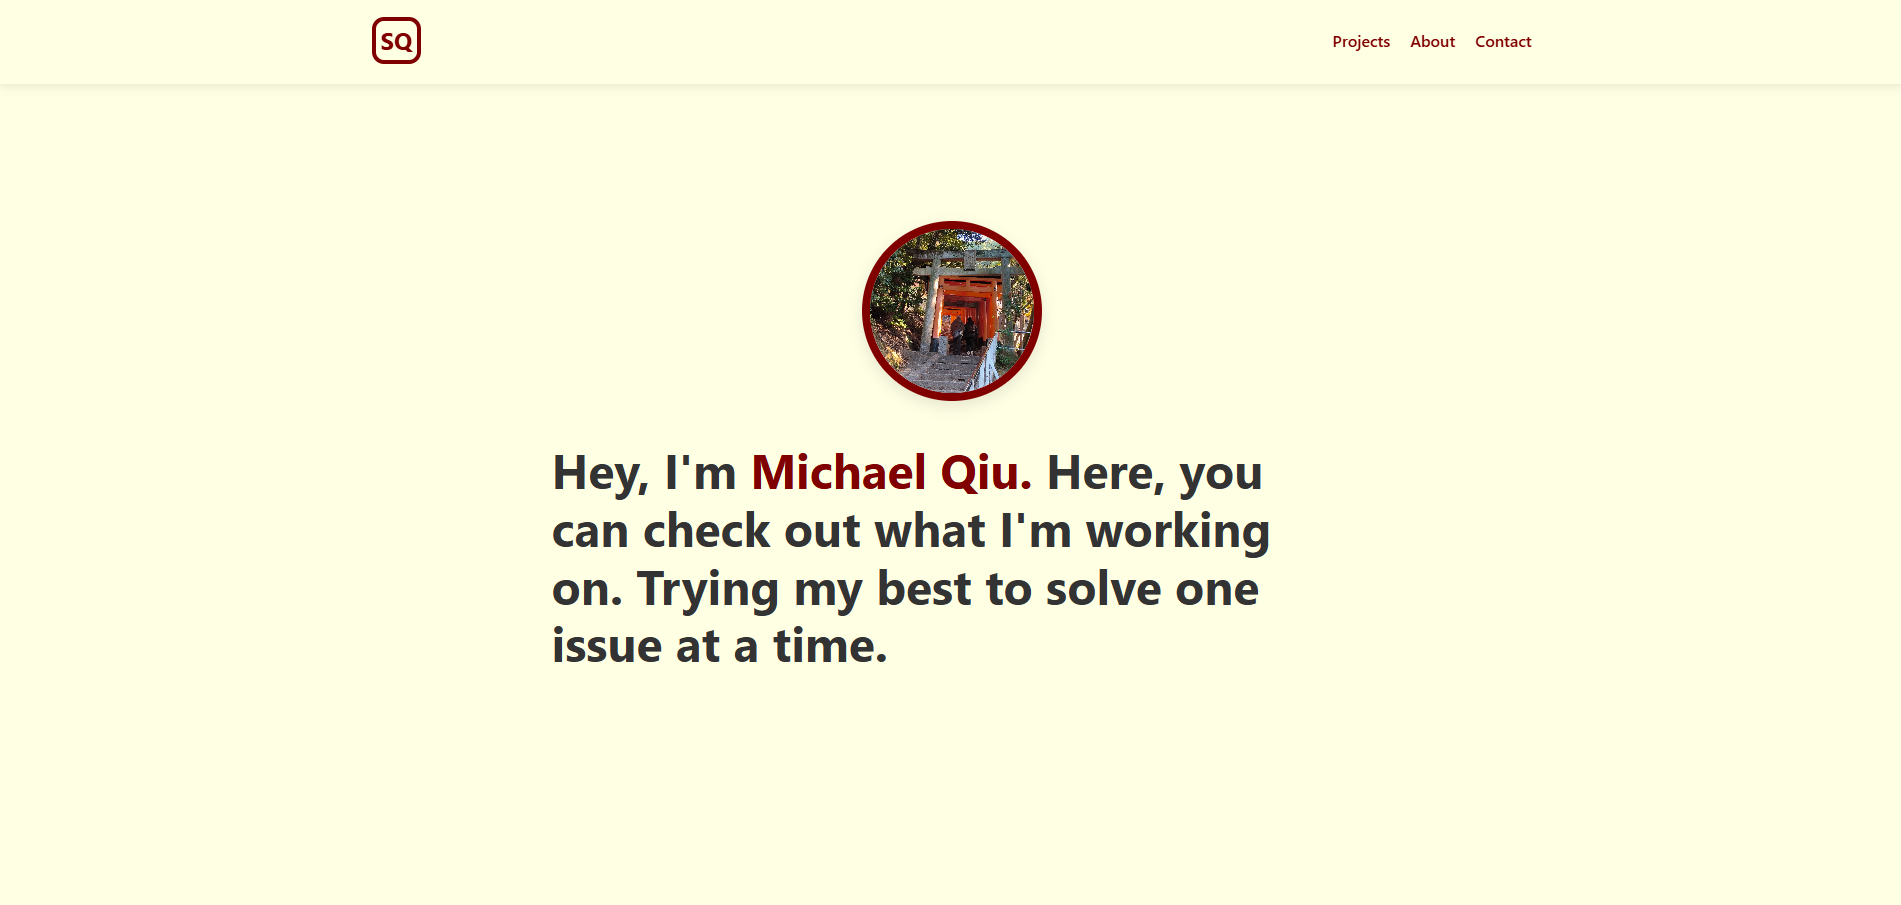 SQ
Projects About Contact
Hey, I'm Michael Qiu. Here, you
can check out what I'm working
on. Trying my best to solve one
issue at a time.